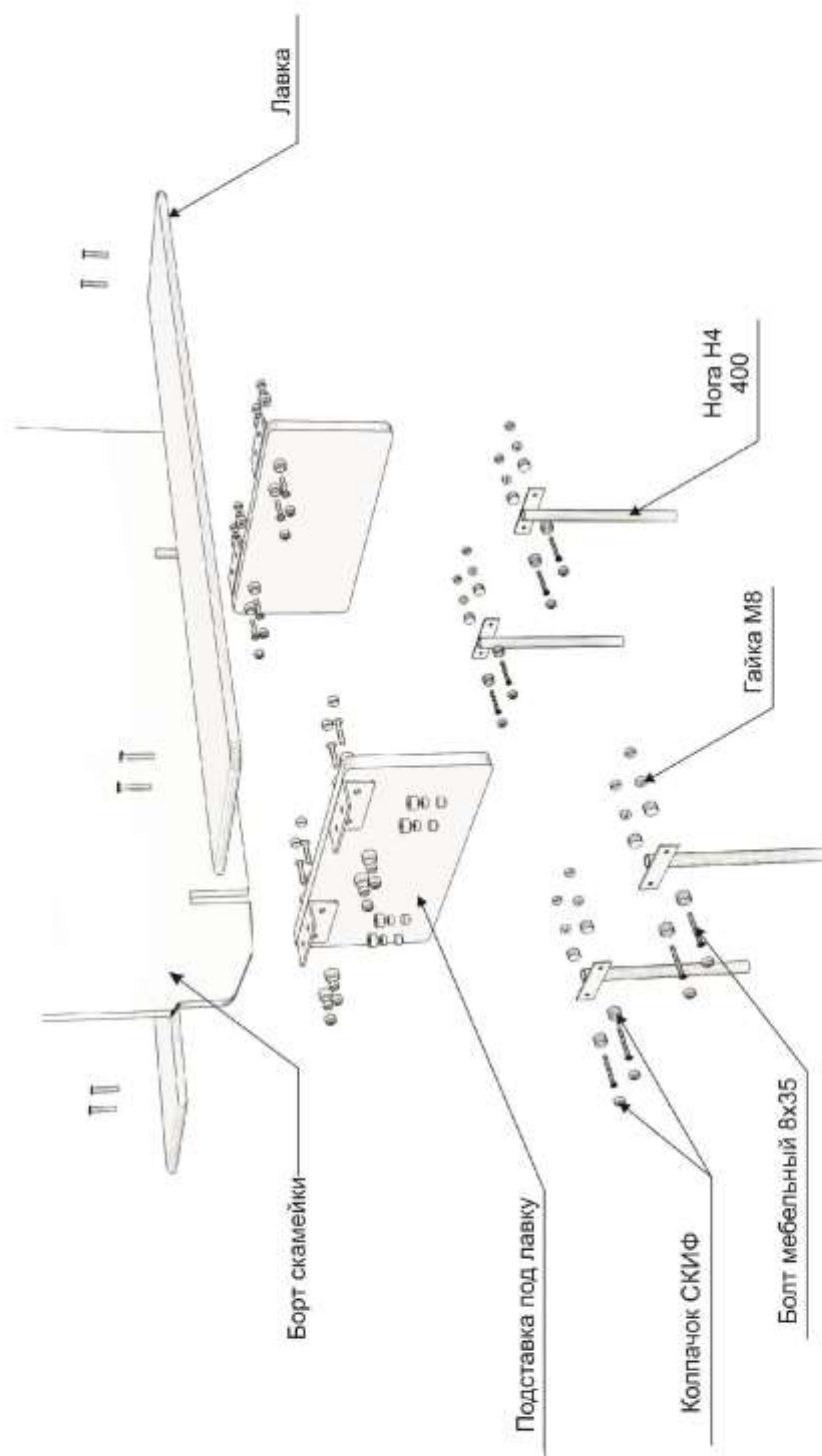 Лавка
Нога Н4
400
Гайка М8
Борт скамейки
Подставка под лавку
Колпачок СКИФ
Болт мебельный 8х35